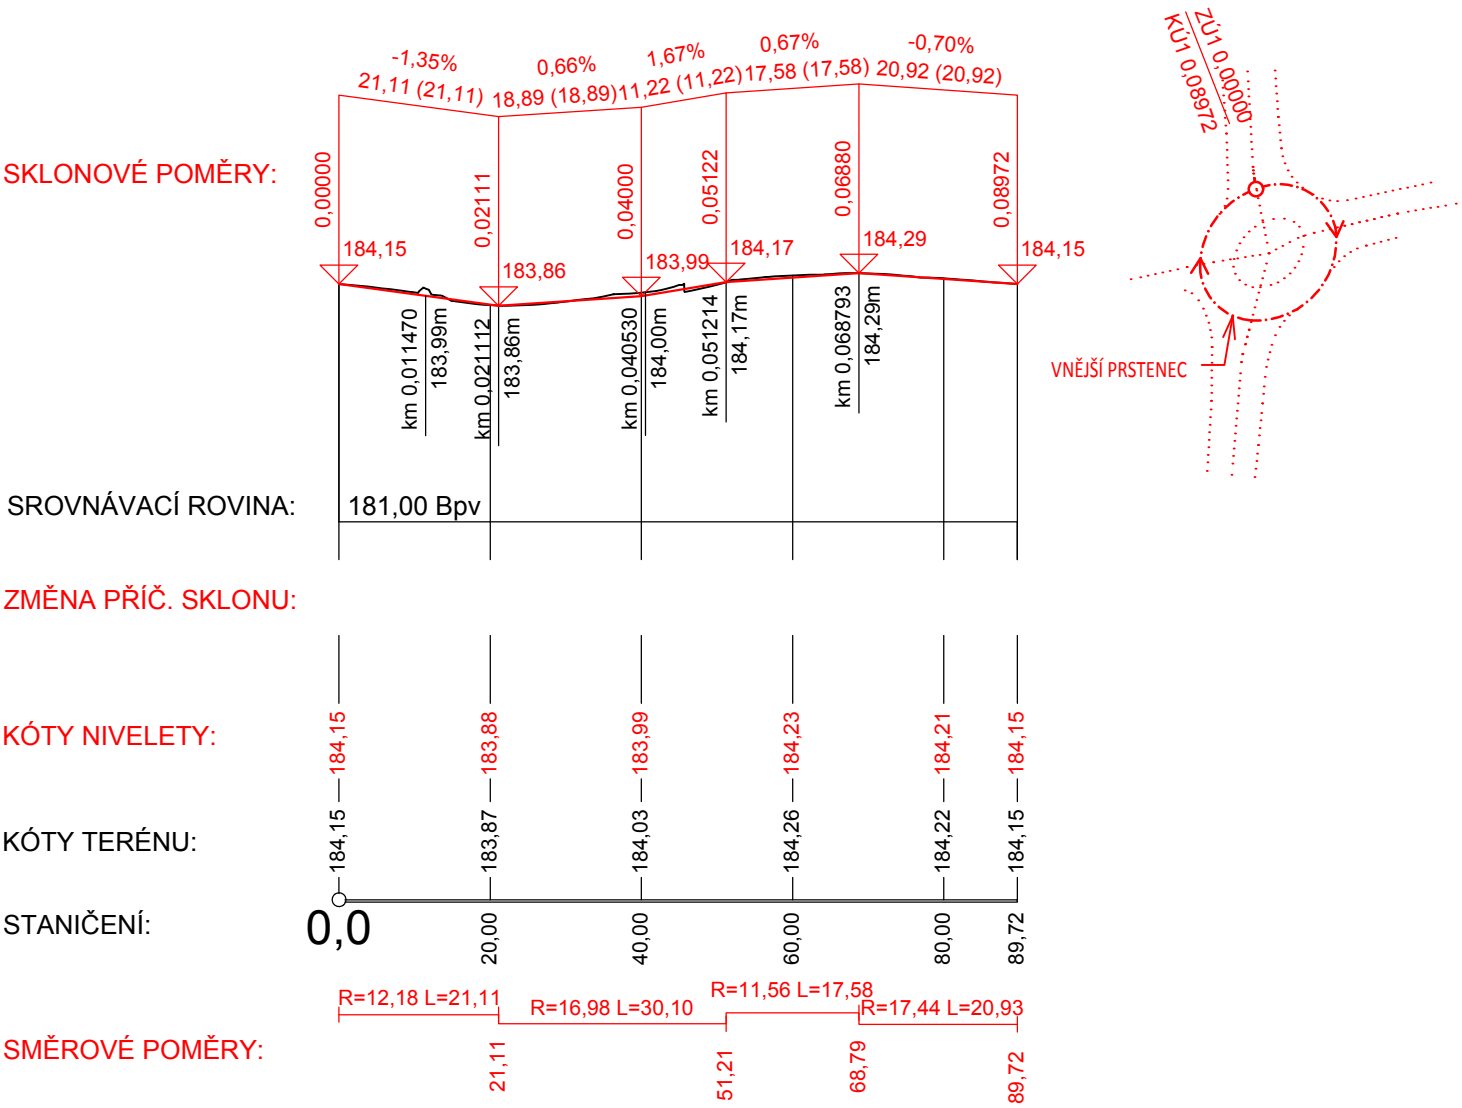 -1,35%
0,66%
1,67%
0,67%
-0,70%
21,11 (21,11)
18,89 (18,89)
11,22 (11,22)
17,58 (17,58)
20,92 (20,92)
ZÚ1 0,00000
KÚ1 0,08972
SKLONOVÉ POMĚRY:
0,00000
0,02111
0,04000
0,05122
0,06880
0,08972
184,15
183,86
183,99
184,17
184,29
184,15
km 0,011470
183,99m
km 0,021112
183,86m
km 0,040530
184,00m
km 0,051214
184,17m
km 0,068793
184,29m
VNĚJŠÍ PRSTENEC
SROVNÁVACÍ ROVINA:
181,00 Bpv
ZMĚNA PŘÍČ. SKLONU:
KÓTY NIVELETY:
184,15
183,88
183,99
184,23
184,21
184,15
KÓTY TERÉNU:
184,15
183,87
184,03
184,26
184,22
184,15
STANIČENÍ:
0,0
20,00
40,00
60,00
80,00
89,72
SMĚROVÉ POMĚRY:
R=12,18 L=21,11
R=16,98 L=30,10
R=11,56 L=17,58
R=17,44 L=20,93
21,11
51,21
68,79
89,72